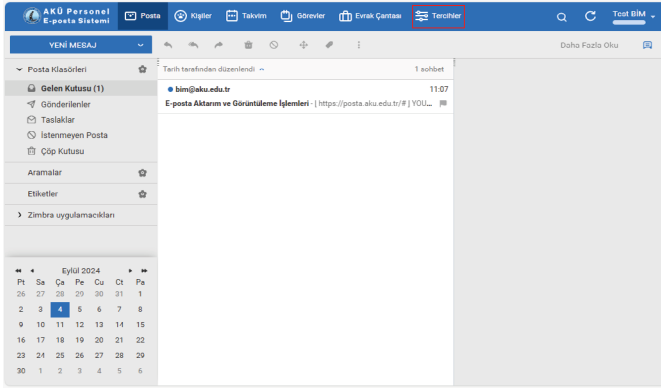 AKÜ Personel
E-posta Sistemi
Posta
Kişiler
Takvim
Görevler
Evrak Çantası
Tercihler
Test BİM
YENİ MESAJ
Daha Fazla Oku
Posta Klasörleri
Gelen Kutusu (1)
Gönderilenler
Taslaklar
İstenmeyen Posta
Çöp Kutusu
Aramalar
Etiketler
Zimbra uygulamacıkları
Tarih tarafından düzenlendi
1 sohbet
bim@aku.edu.tr
11:07
E-posta Aktarım ve Görüntüleme İşlemleri - | https://posta.aku.edu.tr/# | YOU...
Eylül 2024
Pt Sa Ça Pe Cu Ct Pa
26 27 28 29 30 31 1
2 3 4 5 6 7 8
9 10 11 12 13 14 15
16 17 18 19 20 21 22
23 24 25 26 27 28 29
30 1 2 3 4 5 6